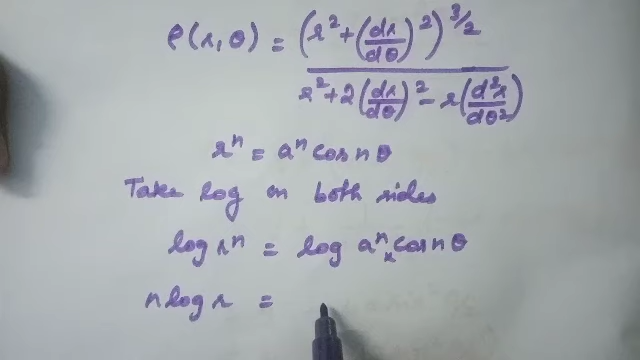 ρ(r, θ) = (r² + (dr/dθ)²)^3/2 / r² + 2(dr/dθ)² - r(d²r/dθ²)
rⁿ = aⁿ cos nθ
Take log on both sides
log rⁿ = log aⁿ x cos nθ
n log r =